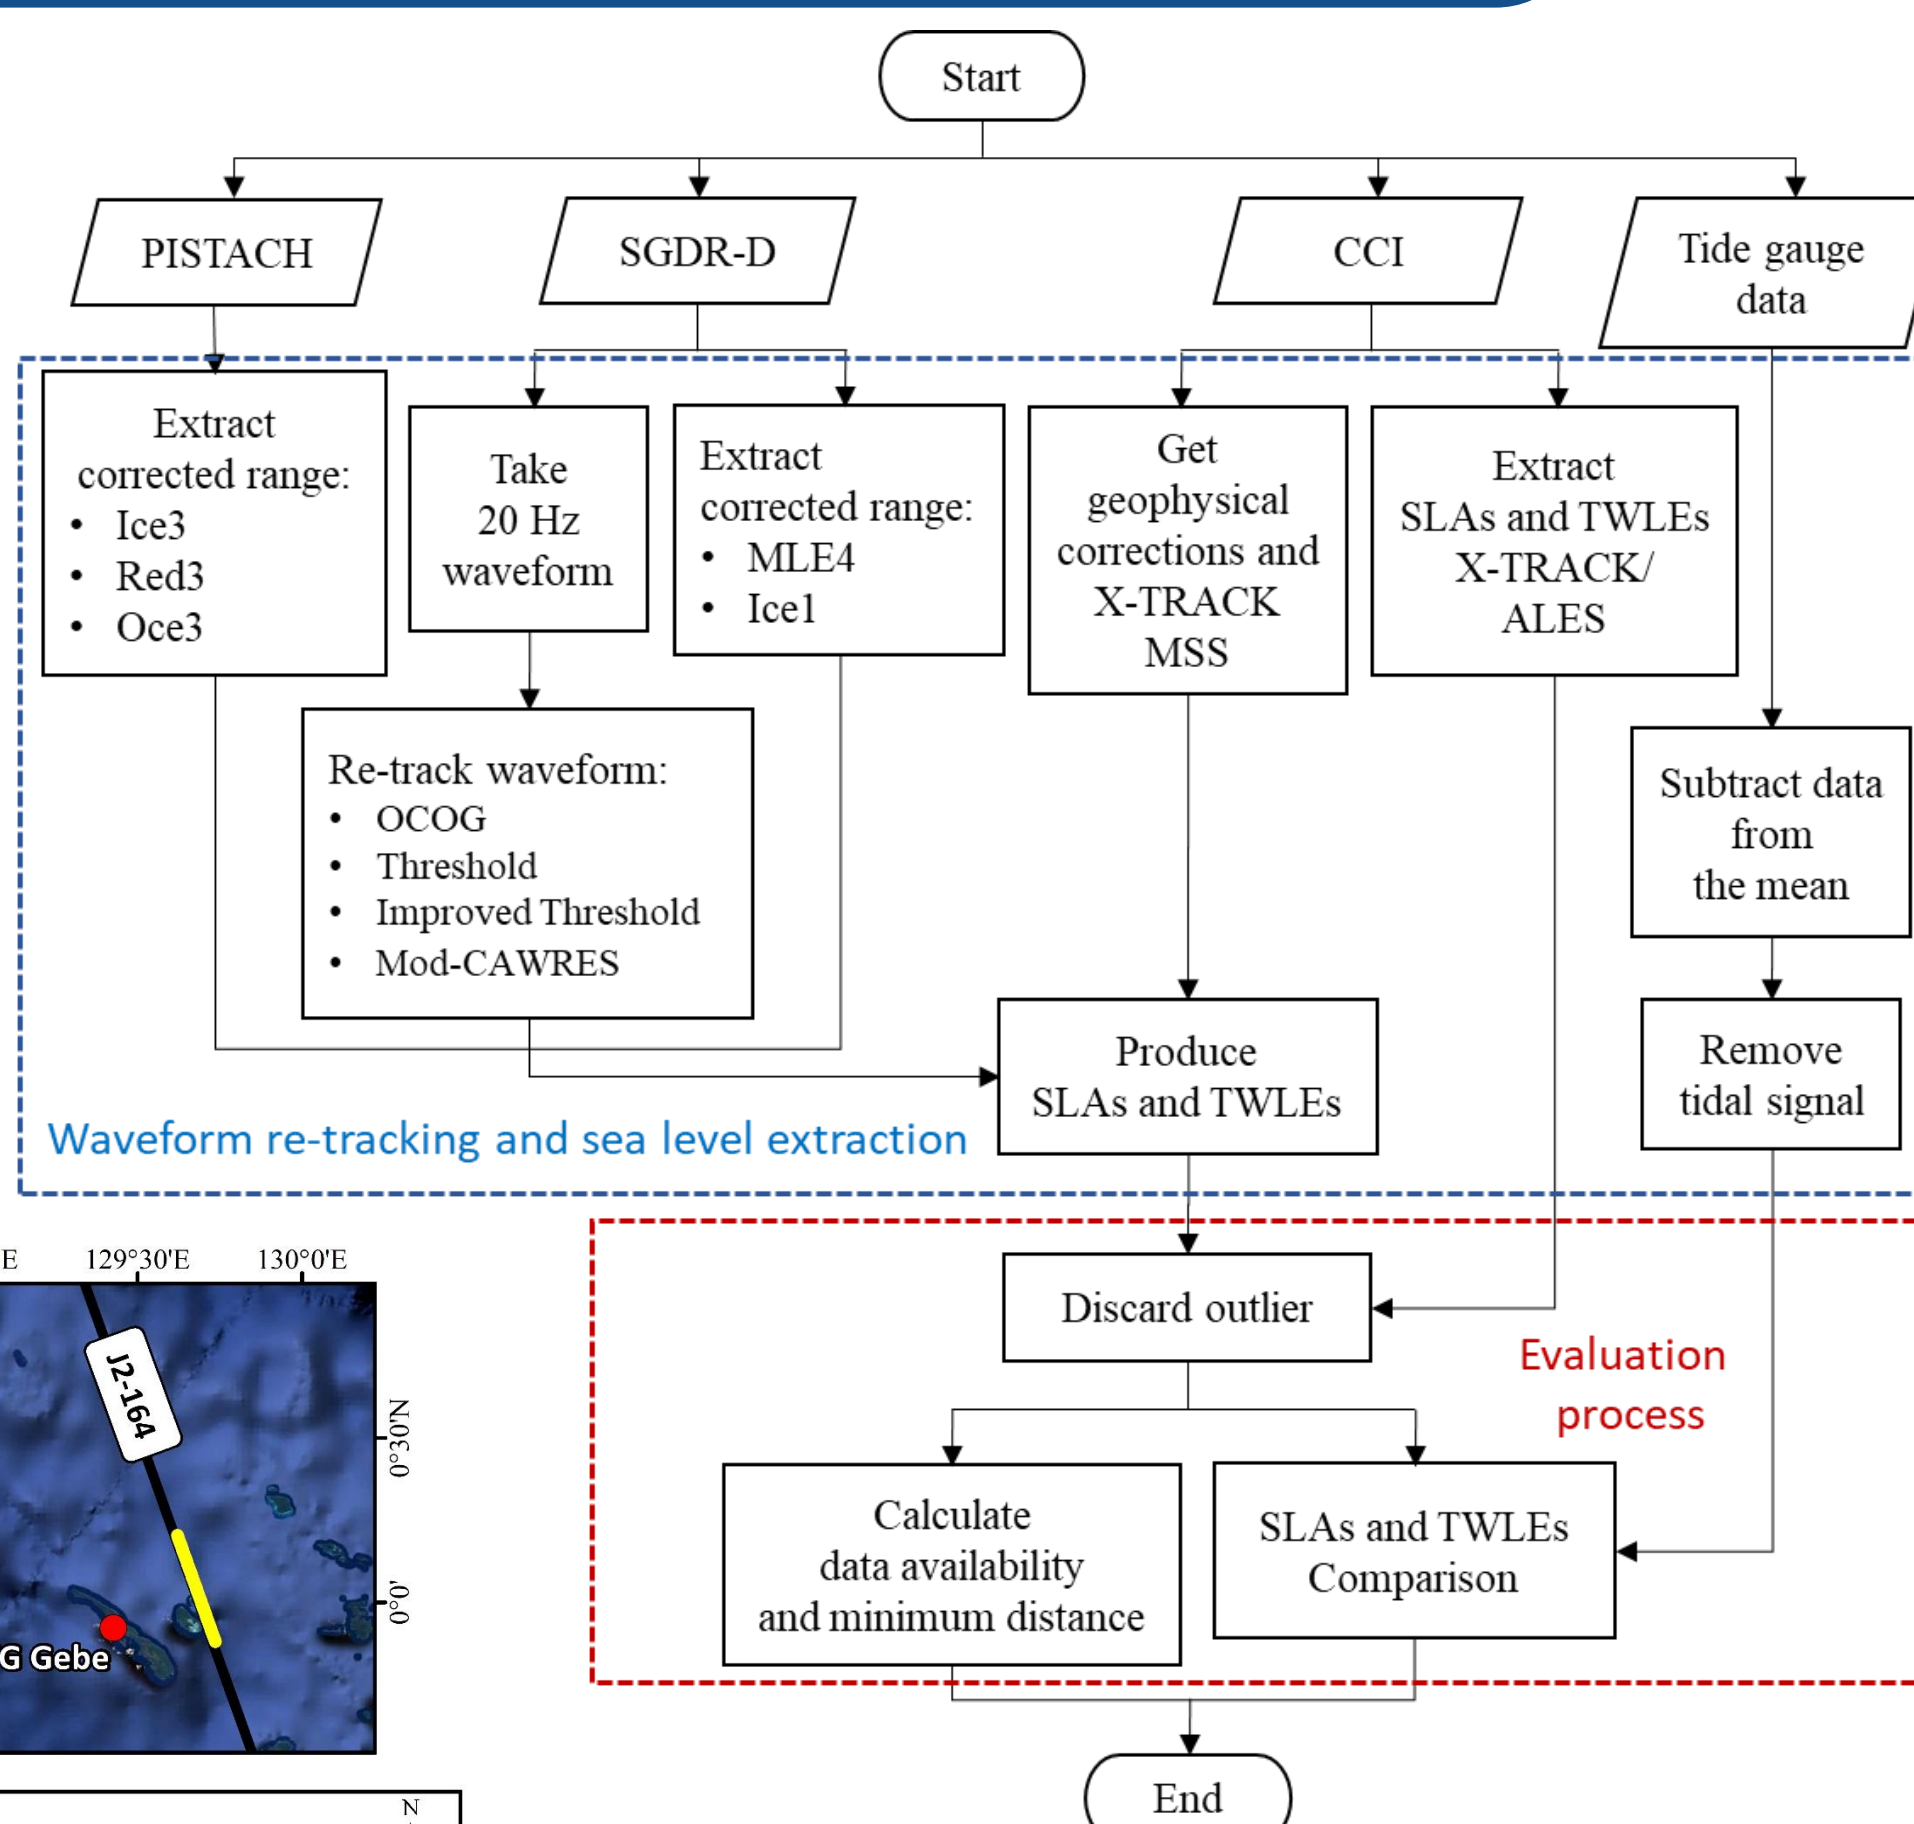 Start
PISTACH
SGDR-D
CCI
Tide gauge
data
Extract
corrected range:
• Ice3
• Red3
• Oce3
Take
20 Hz
waveform
Extract
corrected range:
• MLE4
• Ice1
Get
geophysical
corrections and
X-TRACK
MSS
Extract
SLAs and TWLEs
X-TRACK/
ALES
Re-track waveform:
• OCOG
• Threshold
• Improved Threshold
• Mod-CAWRES
Subtract data
from
the mean
Produce
SLAs and TWLEs
Remove
tidal signal
Waveform re-tracking and sea level extraction
Discard outlier
Evaluation
process
Calculate
data availability
and minimum distance
SLAs and TWLEs
Comparison
End
E
129°30'E
130°0'E
J2-164
0°30'N
0°0'
G Gebe
N